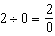 2 ÷ 0 = 2/0